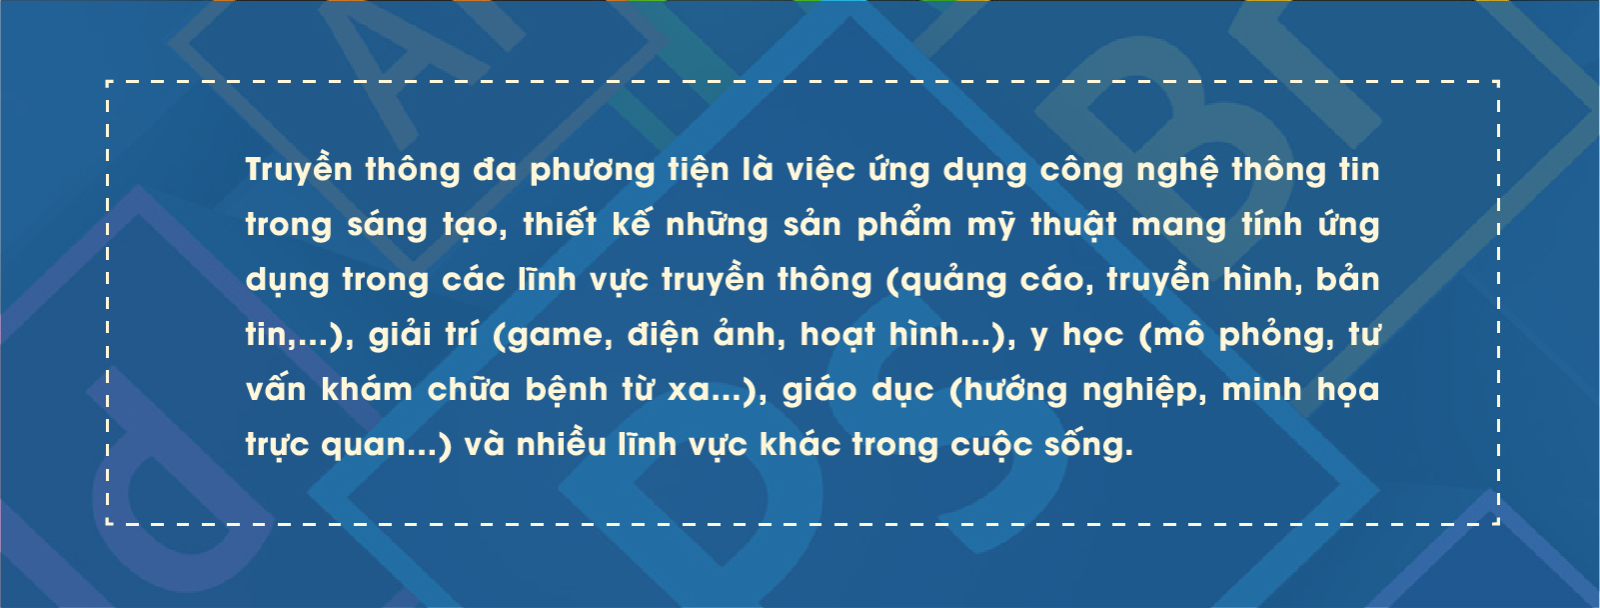 Truyền thông đa phương tiện là việc ứng dụng công nghệ thông tin
trong sáng tạo, thiết kế những sản phẩm mỹ thuật mang tính ứng
dụng trong các lĩnh vực truyền thông (quảng cáo, truyền hình, bản
tin,...), giải trí (game, điện ảnh, hoạt hình...), y học (mô phỏng, tư
vấn khám chữa bệnh từ xa...), giáo dục (hướng nghiệp, minh họa
trực quan...) và nhiều lĩnh vực khác trong cuộc sống.